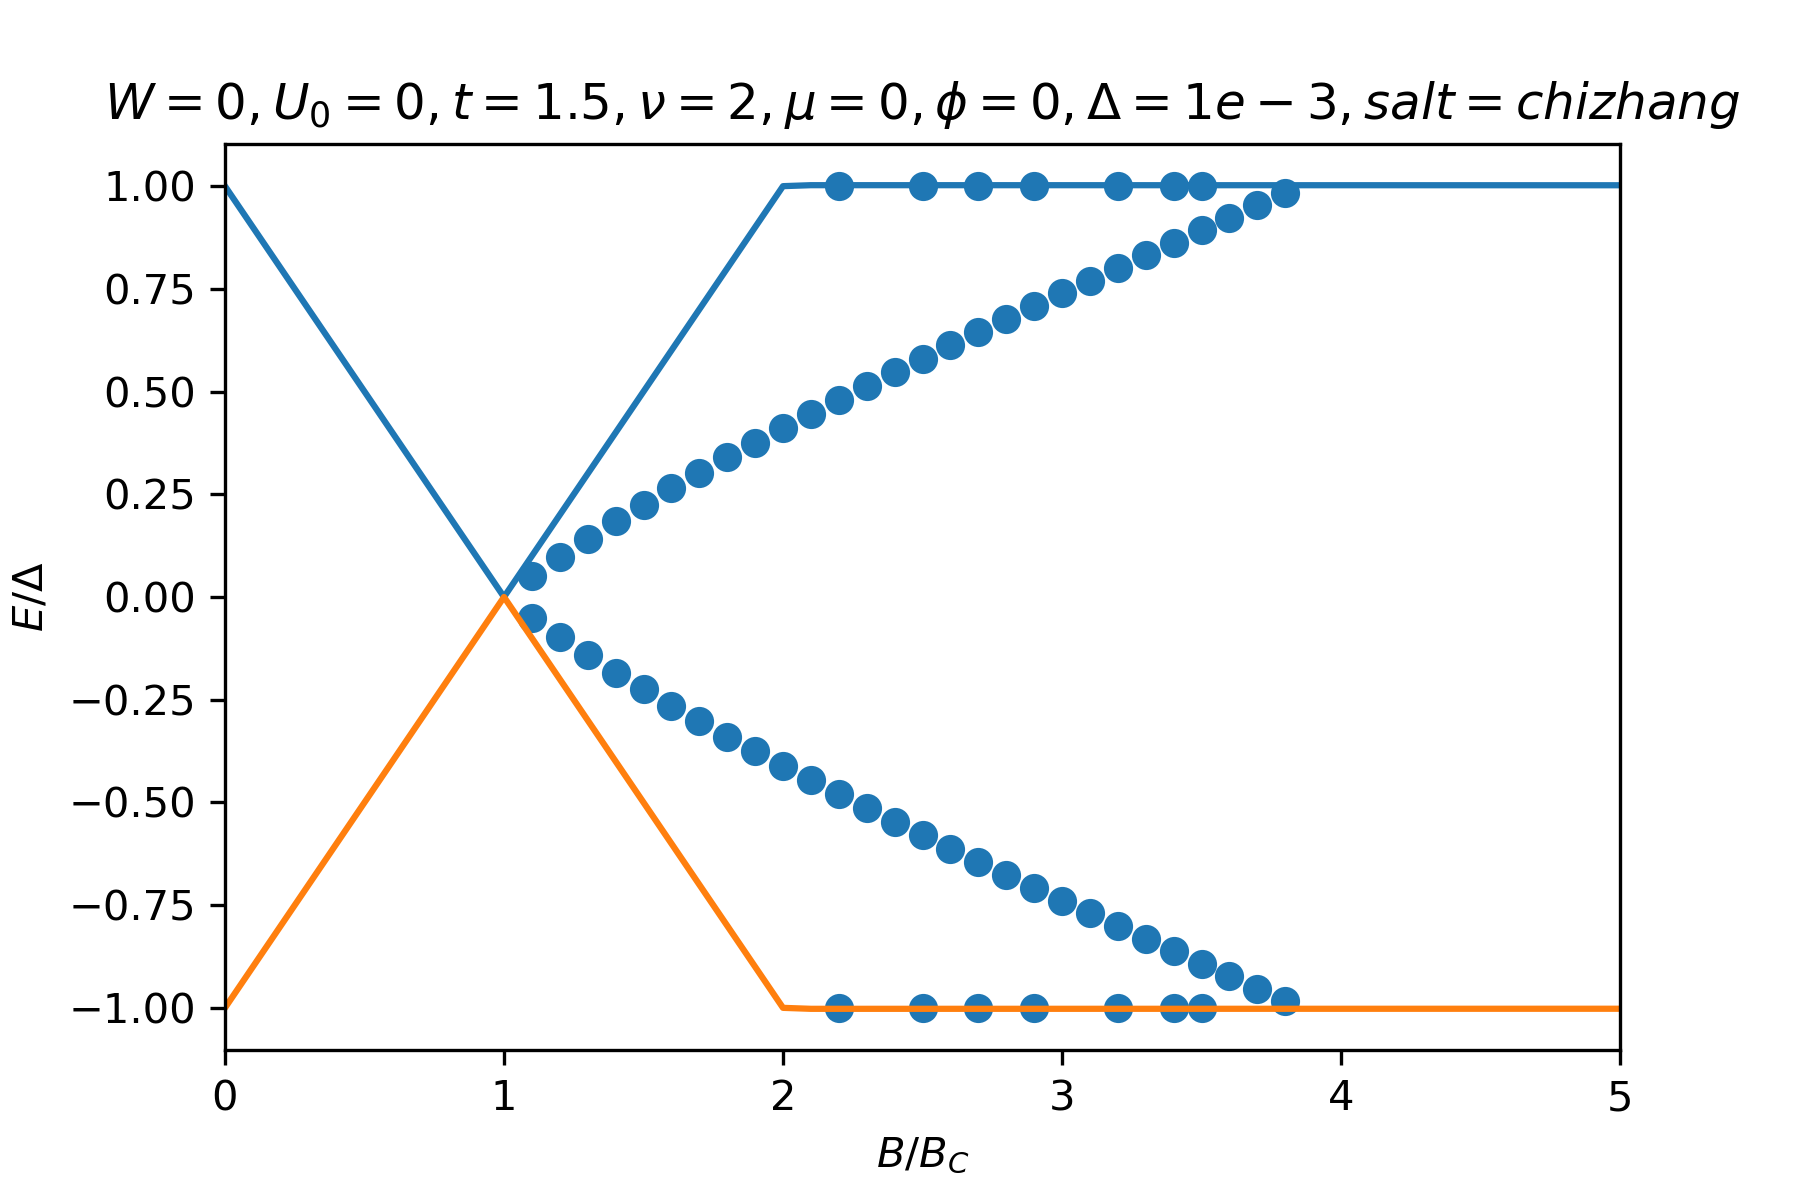 W = 0, U₀ = 0, t = 1.5, ν = 2, μ = 0, ϕ = 0, Δ = 1e − 3, salt = chizhang
1.00
0.75
0.50
0.25
0.00
−0.25
−0.50
−0.75
−1.00
E/Δ
0 1 2 3 4 5
B/B_C